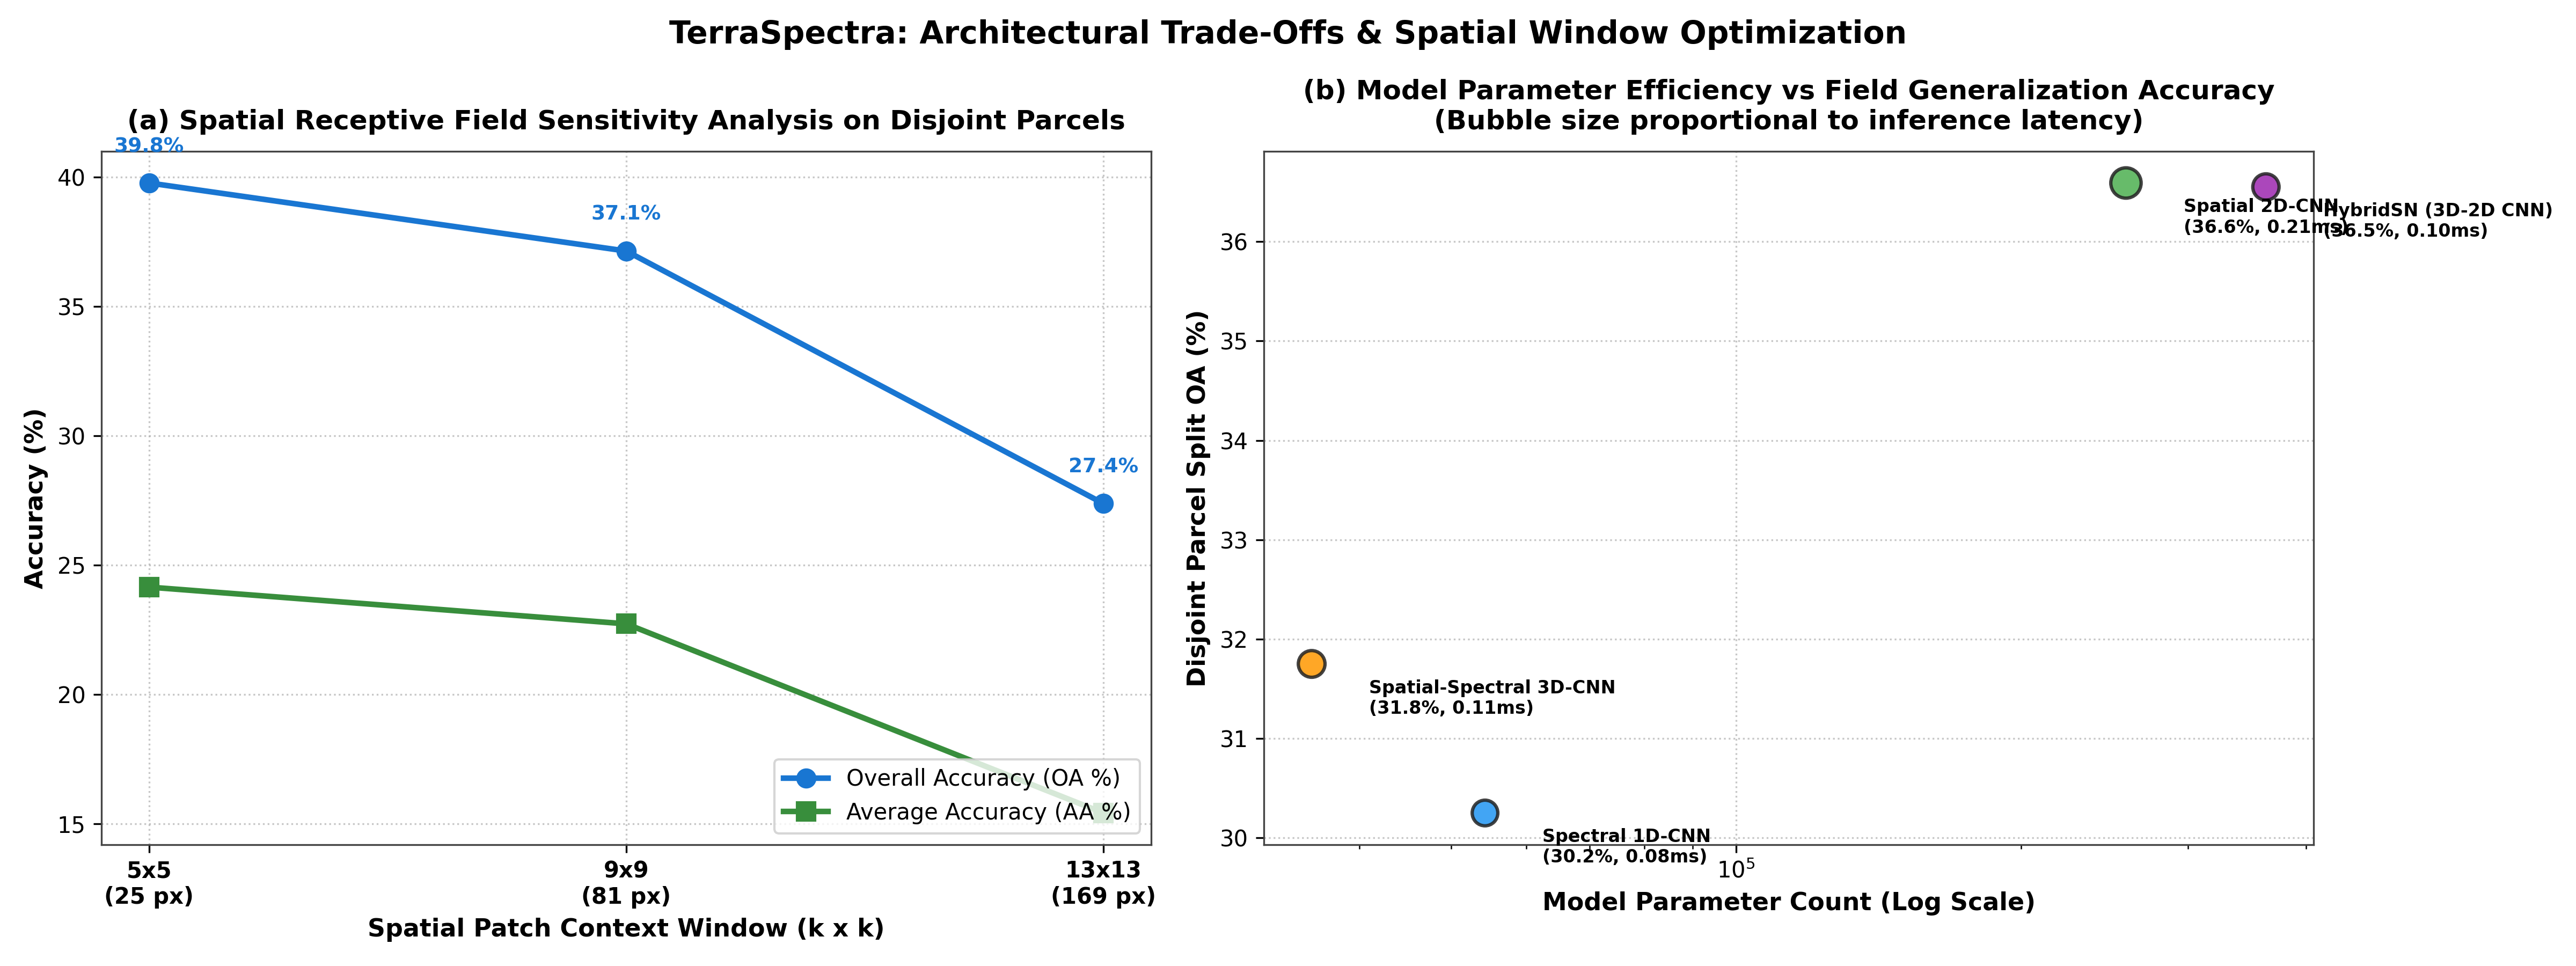 TerraSpectra: Architectural Trade-Offs & Spatial Window Optimization
(a) Spatial Receptive Field Sensitivity Analysis on Disjoint Parcels
39.8%
37.1%
27.4%
40
35
30
25
20
15
Accuracy (%)
Overall Accuracy (OA %)
Average Accuracy (AA %)
5x5
(25 px)
9x9
(81 px)
13x13
(169 px)
Spatial Patch Context Window (k x k)
(b) Model Parameter Efficiency vs Field Generalization Accuracy
(Bubble size proportional to inference latency)
36
35
34
33
32
31
30
Disjoint Parcel Split OA (%)
Spatial 2D-CNN
(36.6%, 0.21ms)
HybridSN (3D-2D CNN)
(36.5%, 0.10ms)
Spatial-Spectral 3D-CNN
(31.8%, 0.11ms)
Spectral 1D-CNN
(30.2%, 0.08ms)
10⁵
Model Parameter Count (Log Scale)